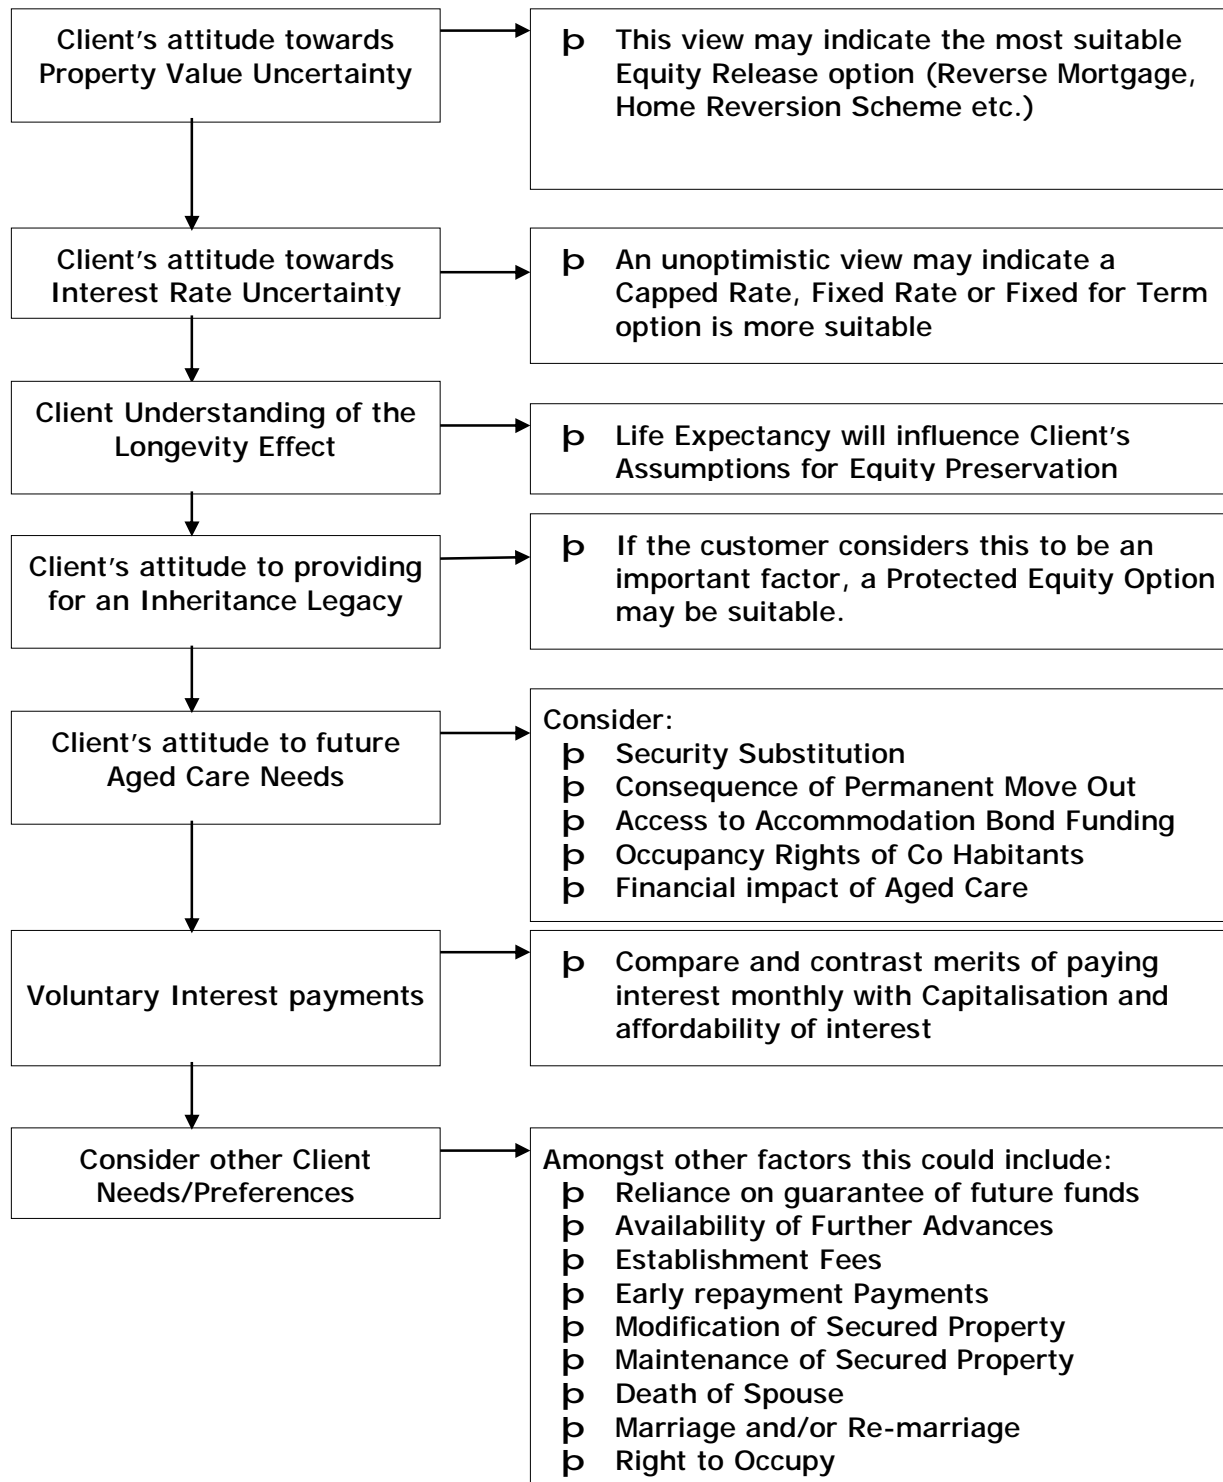 Client's attitude towards
Property Value Uncertainty
þ This view may indicate the most suitable
Equity Release option (Reverse Mortgage,
Home Reversion Scheme etc.)
Client's attitude towards
Interest Rate Uncertainty
þ An unoptimistic view may indicate a
Capped Rate, Fixed Rate or Fixed for Term
option is more suitable
Client Understanding of the
Longevity Effect
þ Life Expectancy will influence Client's
Assumptions for Equity Preservation
Client's attitude to providing
for an Inheritance Legacy
þ If the customer considers this to be an
important factor, a Protected Equity Option
may be suitable.
Client's attitude to future
Aged Care Needs
Consider:
þ Security Substitution
þ Consequence of Permanent Move Out
þ Access to Accommodation Bond Funding
þ Occupancy Rights of Co Habitants
þ Financial impact of Aged Care
Voluntary Interest payments
þ Compare and contrast merits of paying
interest monthly with Capitalisation and
affordability of interest
Consider other Client
Needs/Preferences
Amongst other factors this could include:
þ Reliance on guarantee of future funds
þ Availability of Further Advances
þ Establishment Fees
þ Early repayment Payments
þ Modification of Secured Property
þ Maintenance of Secured Property
þ Death of Spouse
þ Marriage and/or Re-marriage
þ Right to Occupy